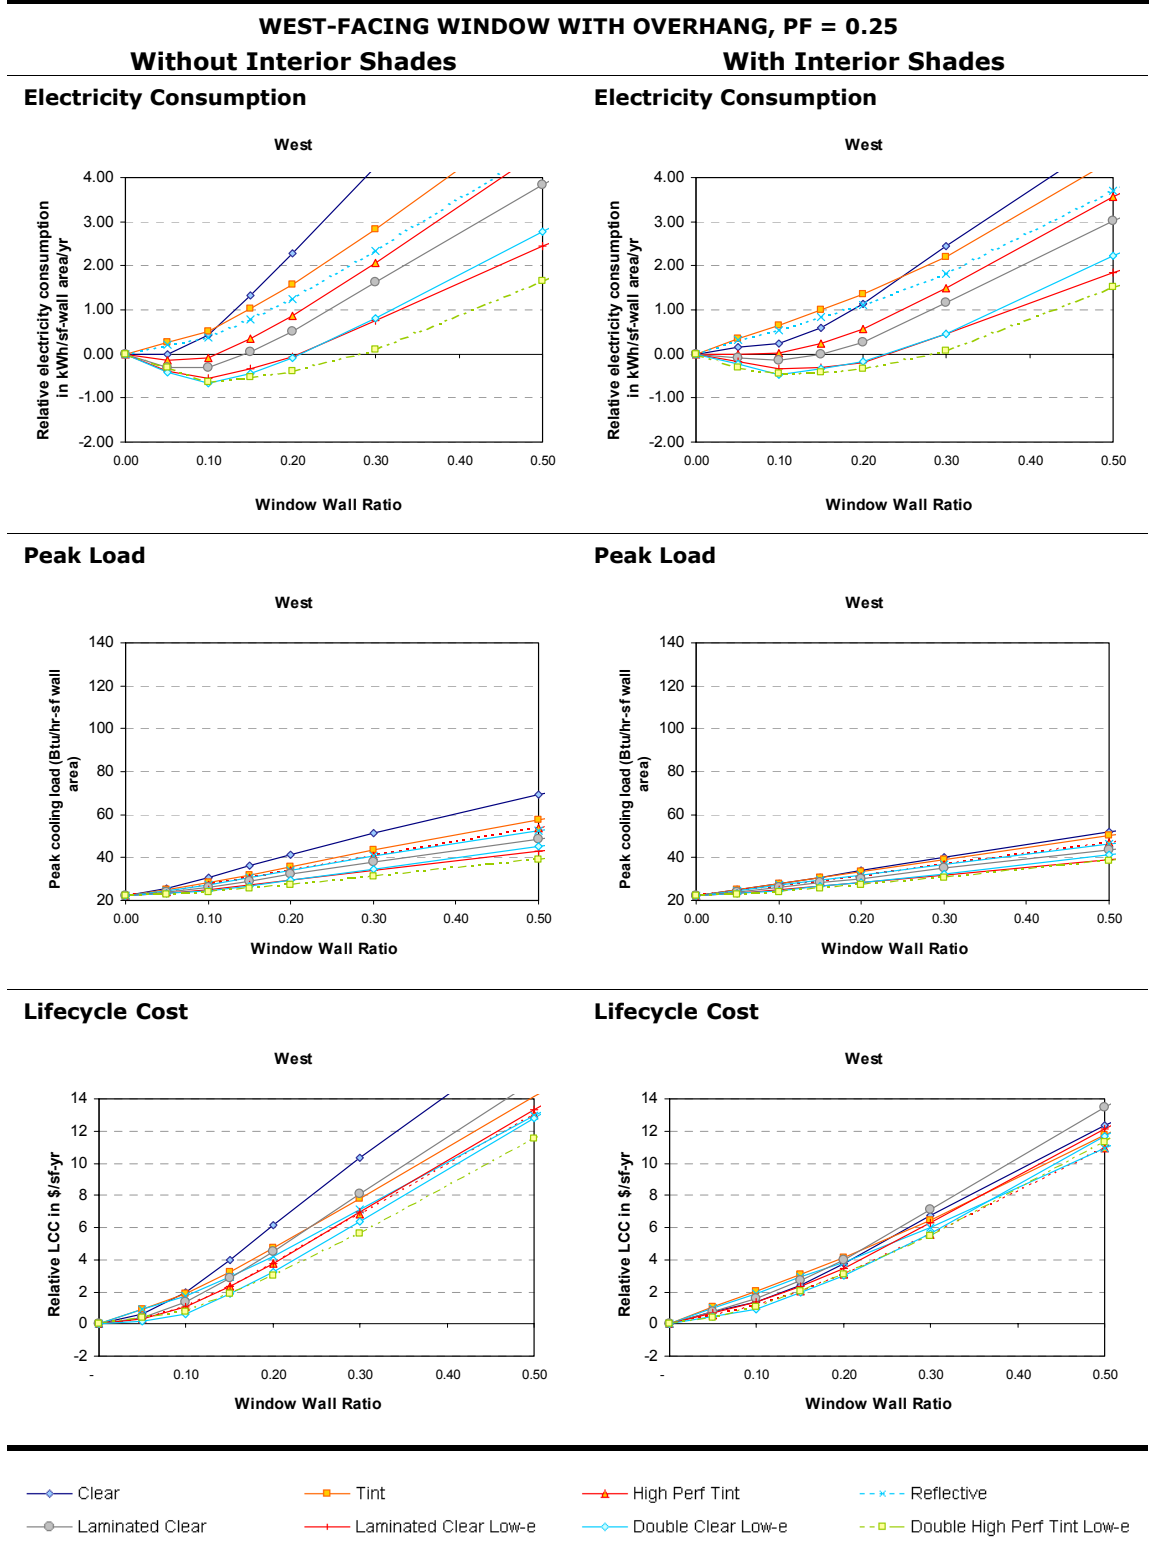 WEST-FACING WINDOW WITH OVERHANG, PF = 0.25
Without Interior Shades
With Interior Shades
Electricity Consumption
Electricity Consumption
West
Relative electricity consumption
in kWh/sf-wall area/yr
4.00
3.00
2.00
1.00
0.00
-1.00
-2.00
0.00 0.10 0.20 0.30 0.40 0.50
Window Wall Ratio
West
Relative electricity consumption
in kWh/sf-wall area/yr
4.00
3.00
2.00
1.00
0.00
-1.00
-2.00
0.00 0.10 0.20 0.30 0.40 0.50
Window Wall Ratio
Peak Load
Peak Load
West
Peak cooling load (Btu/hr-sf wall
area)
140
120
100
80
60
40
20
0.00 0.10 0.20 0.30 0.40 0.50
Window Wall Ratio
West
Peak cooling load (Btu/hr-sf wall
area)
140
120
100
80
60
40
20
0.00 0.10 0.20 0.30 0.40 0.50
Window Wall Ratio
Lifecycle Cost
Lifecycle Cost
West
Relative LCC in $/sf-yr
14
12
10
8
6
4
2
0
-2
- 0.10 0.20 0.30 0.40 0.50
Window Wall Ratio
West
Relative LCC in $/sf-yr
14
12
10
8
6
4
2
0
-2
- 0.10 0.20 0.30 0.40 0.50
Window Wall Ratio
Clear
Tint
High Perf Tint
Reflective
Laminated Clear
Laminated Clear Low-e
Double Clear Low-e
Double High Perf Tint Low-e